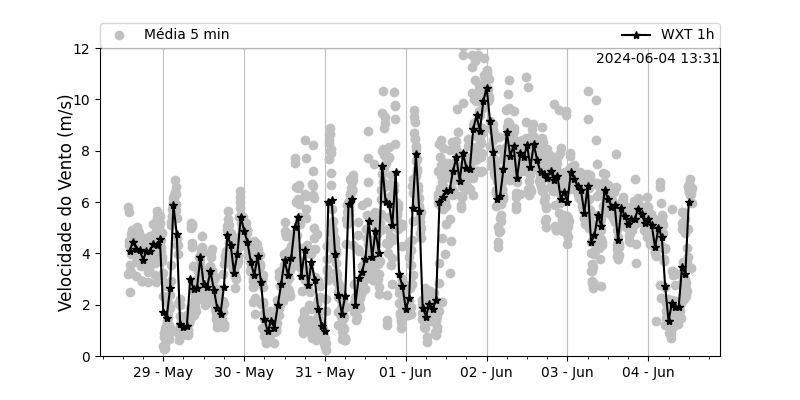 Média 5 min
WXT 1h
2024-06-04 13:31
Velocidade do Vento (m/s)
12
10
8
6
4
2
0
29 - May
30 - May
31 - May
01 - Jun
02 - Jun
03 - Jun
04 - Jun